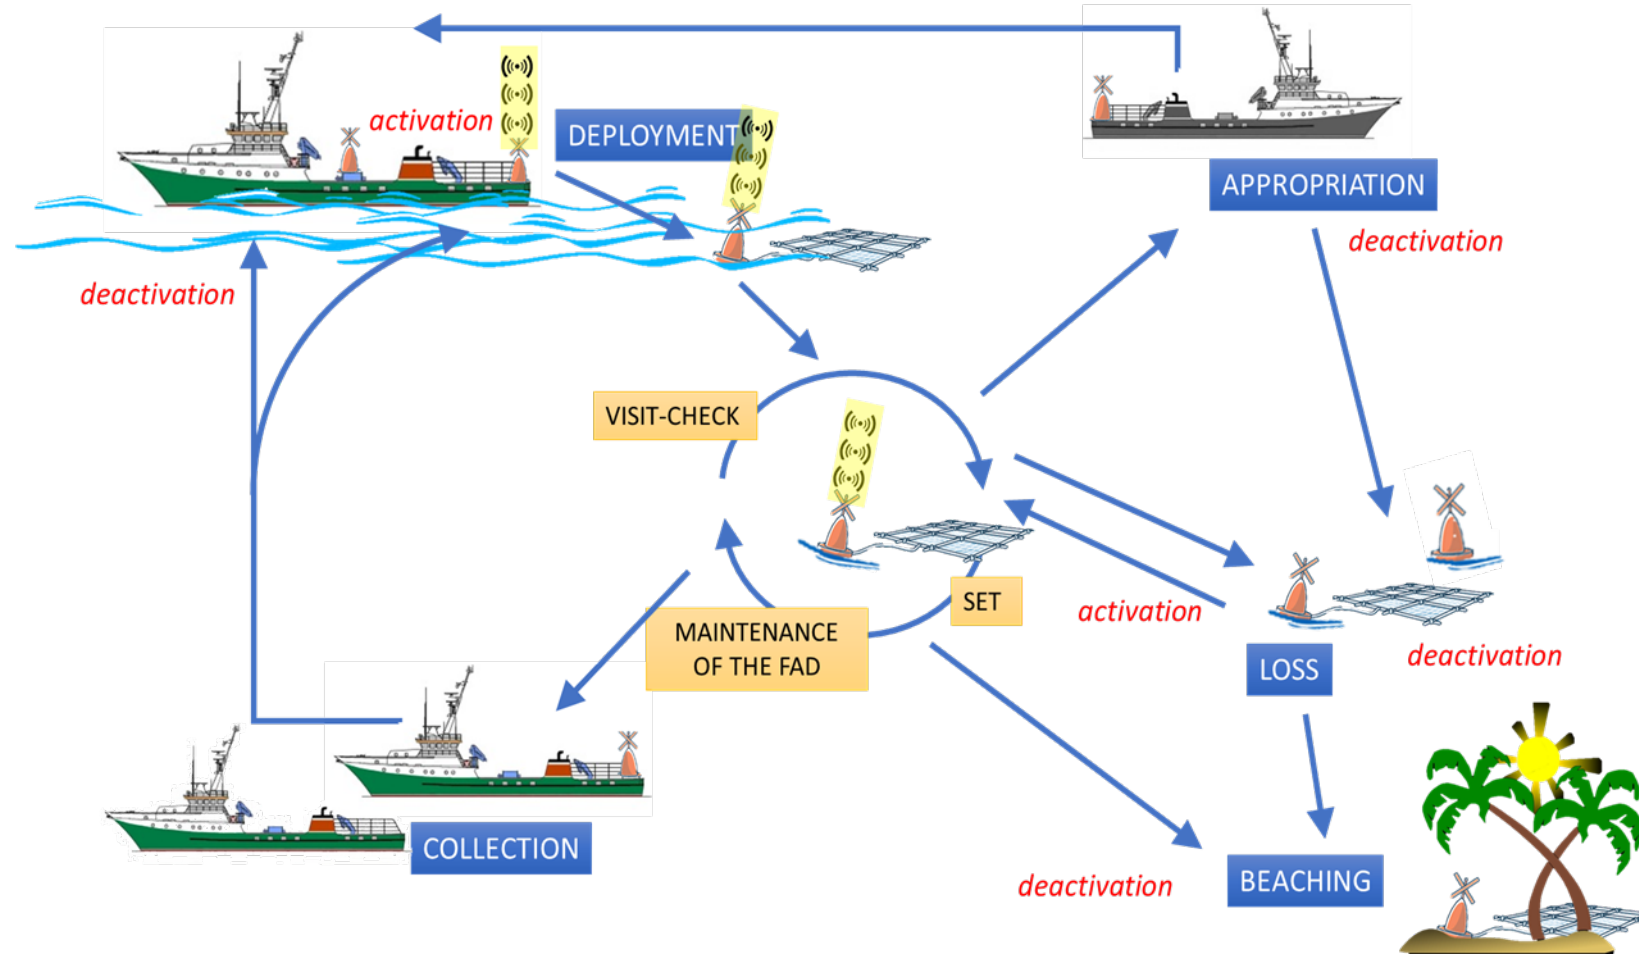 activation
DEPLOYMENT
APPROPRIATION
deactivation
deactivation
VISIT-CHECK
SET
activation
MAINTENANCE
OF THE FAD
LOSS
deactivation
COLLECTION
deactivation
BEACHING